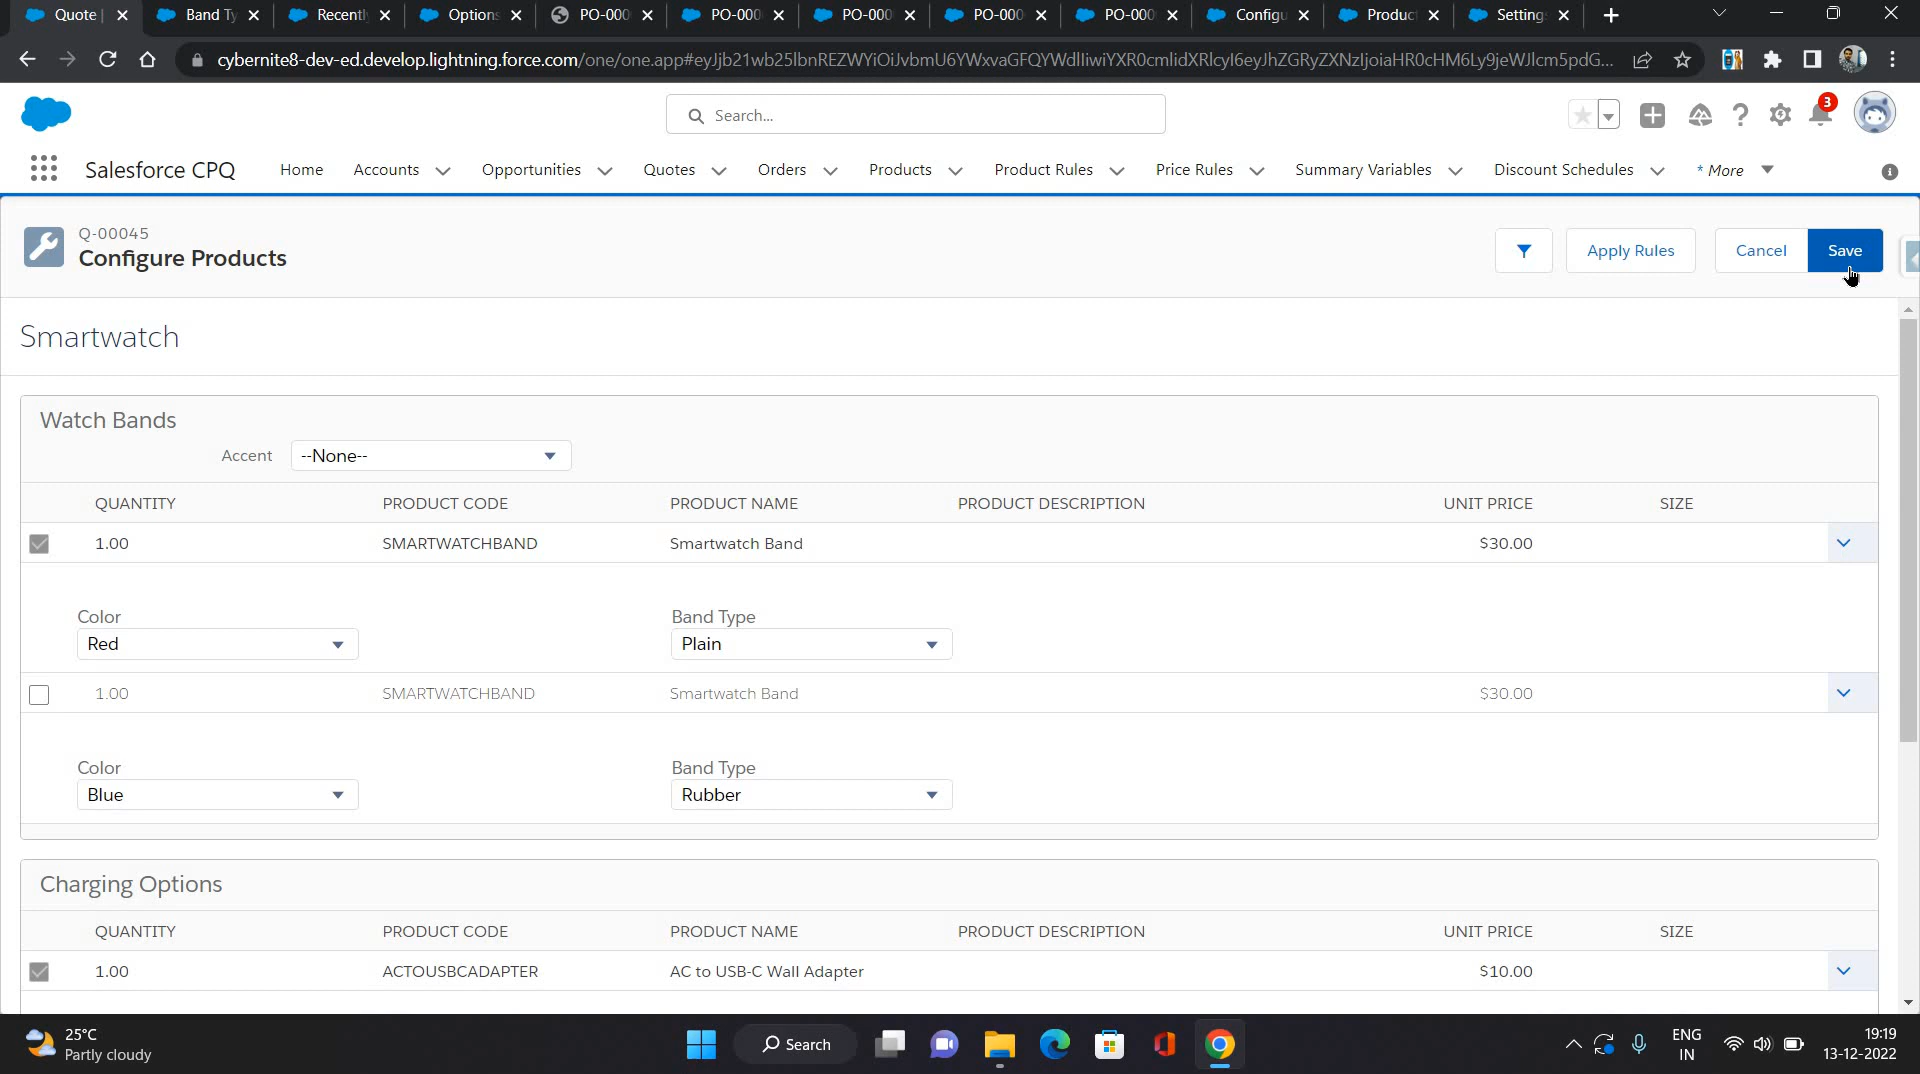 Quote | Band Ty Recently Options PO-000 PO-000 PO-000 PO-000 PO-000 Configu Product Setting
cybernite8-dev-ed.develop.lightning.force.com
Search...
3
Salesforce CPQ Home Accounts Opportunities Quotes Orders Products Product Rules Price Rules Summary Variables Discount Schedules * More
Q-00045
Configure Products
Apply Rules Cancel Save
Smartwatch
Watch Bands
Accent --None--
QUANTITY PRODUCT CODE PRODUCT NAME PRODUCT DESCRIPTION UNIT PRICE SIZE
1.00 SMARTWATCHBAND Smartwatch Band $30.00
Color Band Type
Red Plain
1.00 SMARTWATCHBAND Smartwatch Band $30.00
Color Band Type
Blue Rubber
Charging Options
QUANTITY PRODUCT CODE PRODUCT NAME PRODUCT DESCRIPTION UNIT PRICE SIZE
1.00 ACTOUSBCADAPTER AC to USB-C Wall Adapter $10.00
25°C
Partly cloudy
Search
ENG
IN
19:19
13-12-2022